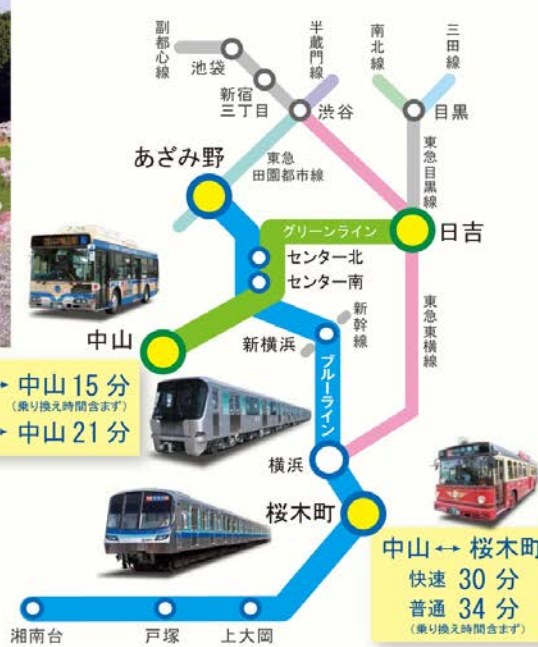 副都心線
池袋
新宿
三丁目
半蔵門線
渋谷
南北線
三田線
目黒
あざみ野
東急
田園都市線
東急目黒線
グリーンライン
日吉
センター北
センター南
中山
新横浜
新幹線
東急東横線
ブルーライン
中山 15 分
(乗り換え時間含まず)
中山 21 分
横浜
桜木町
中山 ↔ 桜木町
快速 30 分
普通 34 分
(乗り換え時間含まず)
湘南台
戸塚
上大岡